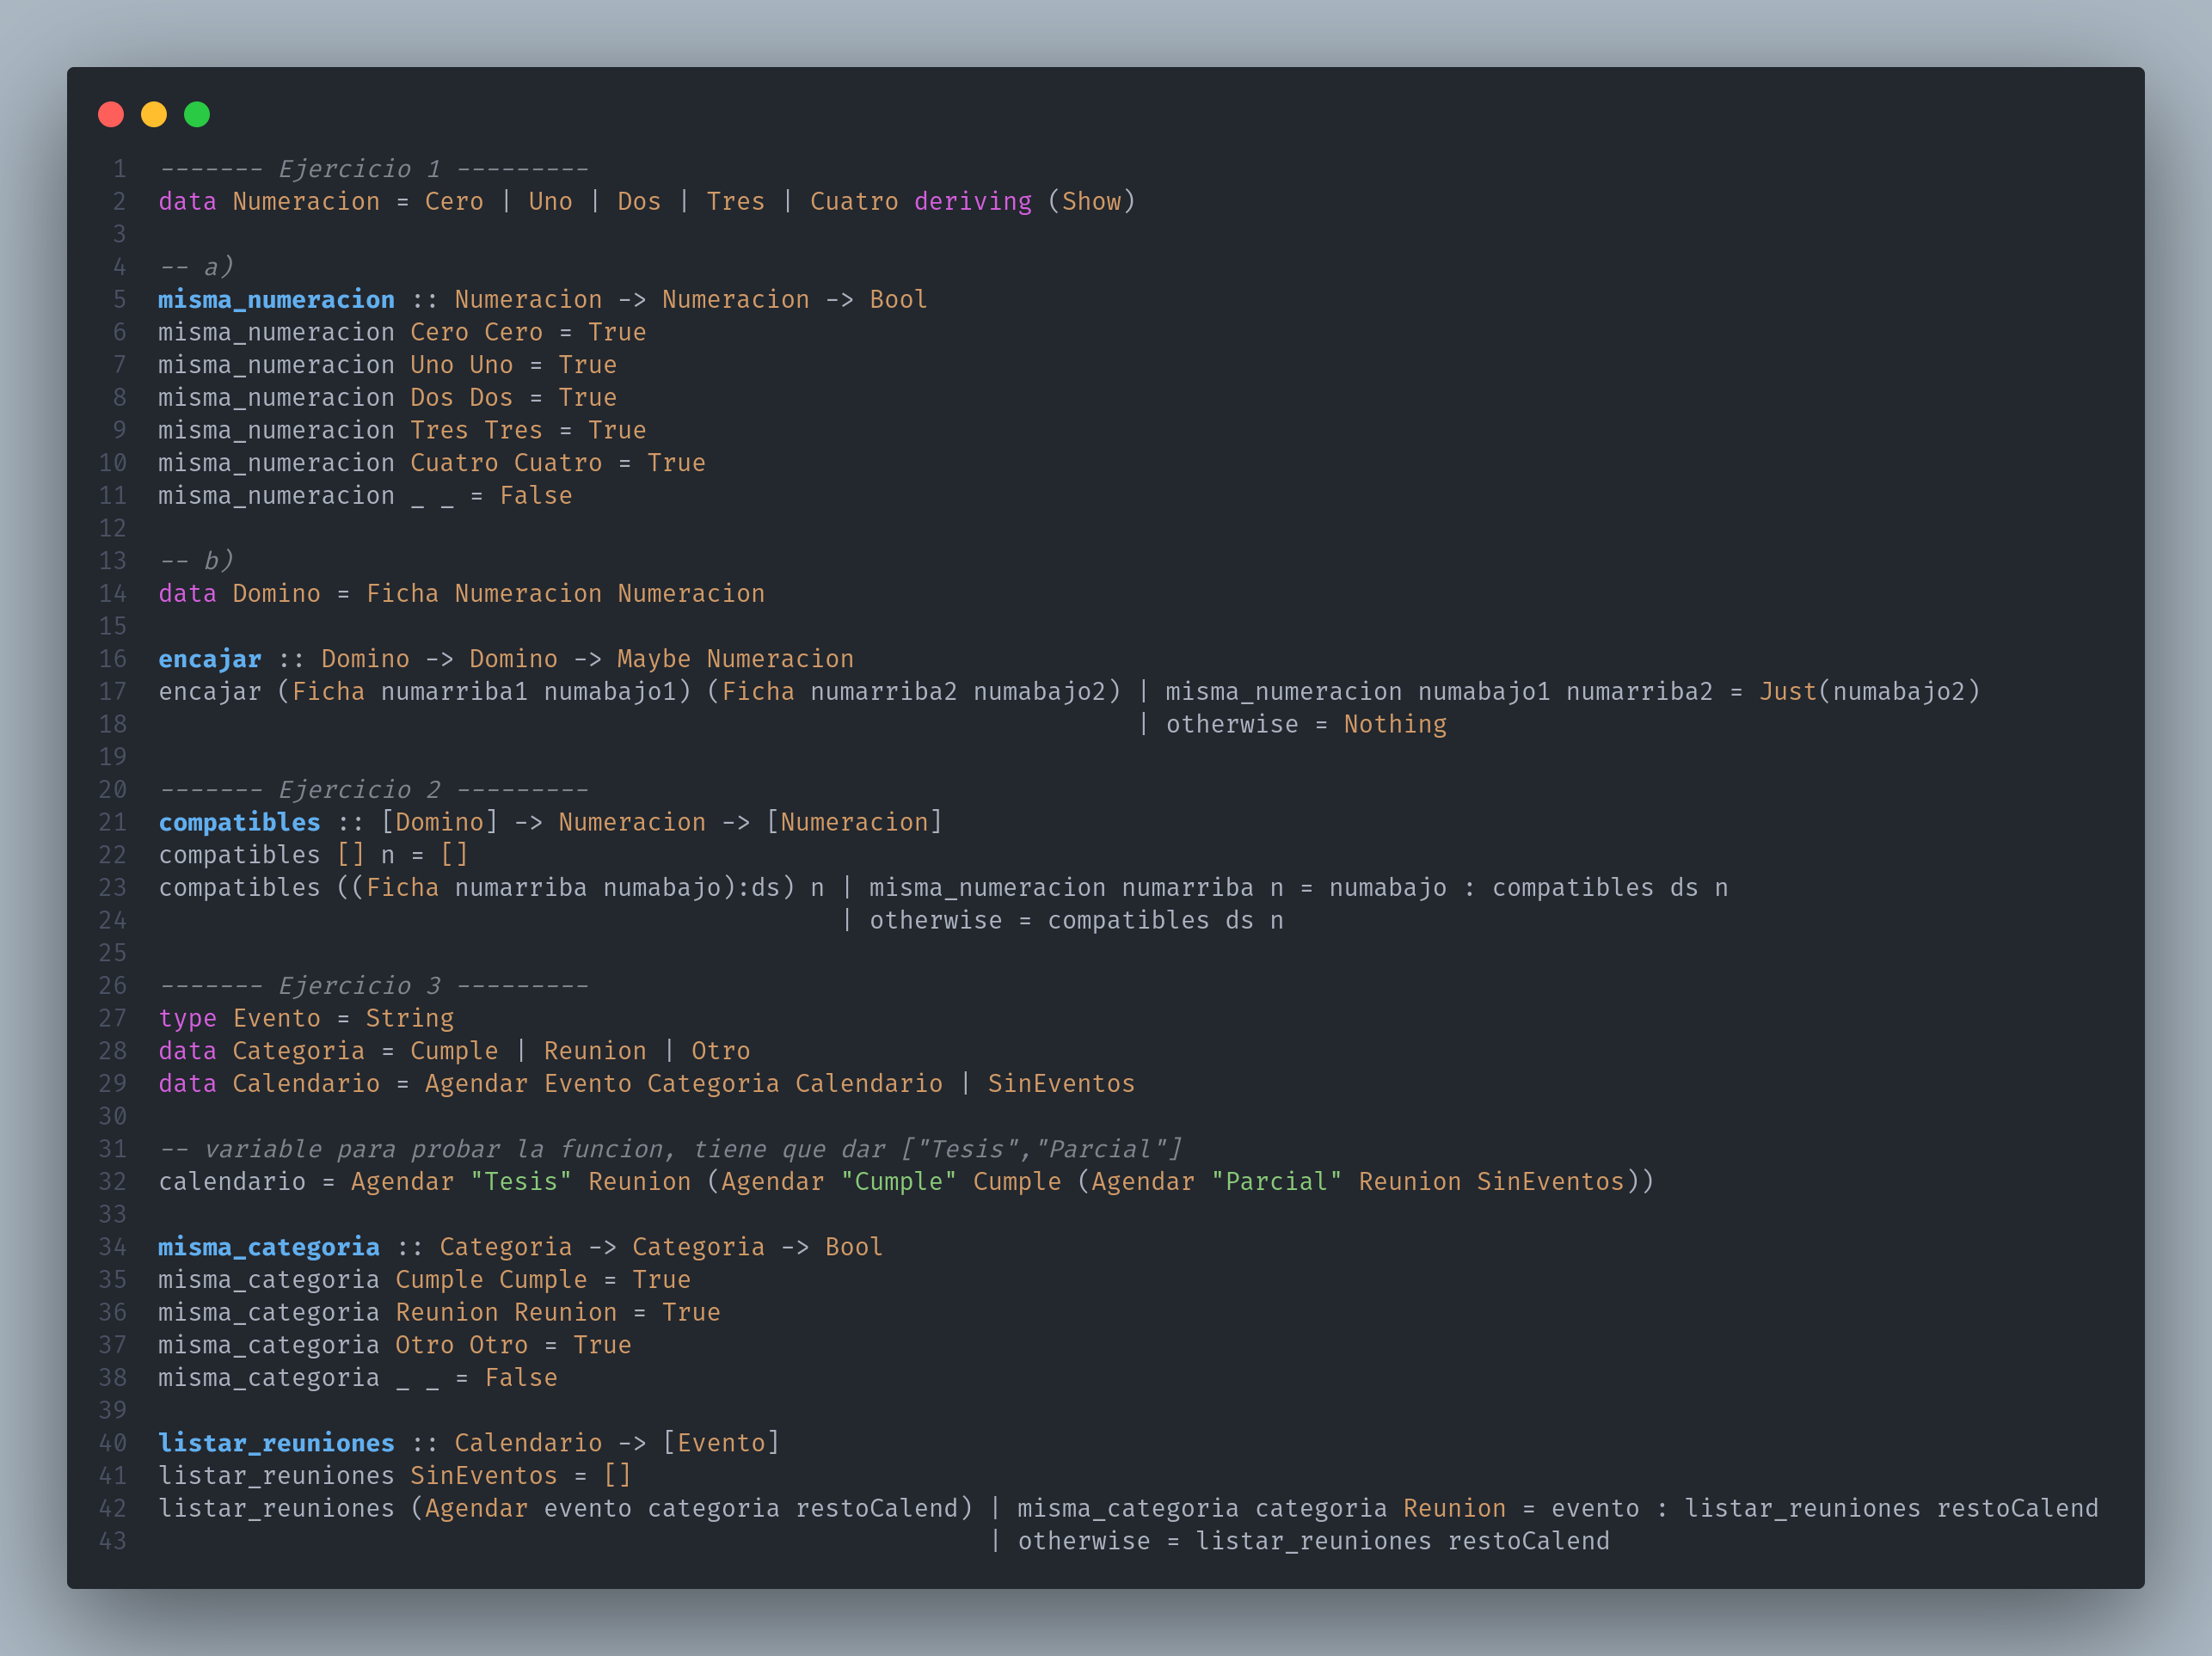 1 ------- Ejercicio 1 ---------
2 data Numeracion = Cero | Uno | Dos | Tres | Cuatro deriving (Show)
3
4 -- a)
5 misma_numeracion :: Numeracion -> Numeracion -> Bool
6 misma_numeracion Cero Cero = True
7 misma_numeracion Uno Uno = True
8 misma_numeracion Dos Dos = True
9 misma_numeracion Tres Tres = True
10 misma_numeracion Cuatro Cuatro = True
11 misma_numeracion _ _ = False
12
13 -- b)
14 data Domino = Ficha Numeracion Numeracion
15
16 encajar :: Domino -> Domino -> Maybe Numeracion
17 encajar (Ficha numarriba1 numabajo1) (Ficha numarriba2 numabajo2) | misma_numeracion numabajo1 numarriba2 = Just(numabajo2)
18                                                                   | otherwise = Nothing
19
20 ------- Ejercicio 2 ---------
21 compatibles :: [Domino] -> Numeracion -> [Numeracion]
22 compatibles [] n = []
23 compatibles ((Ficha numarriba numabajo):ds) n | misma_numeracion numarriba n = numabajo : compatibles ds n
24                                               | otherwise = compatibles ds n
25
26 ------- Ejercicio 3 ---------
27 type Evento = String
28 data Categoria = Cumple | Reunion | Otro
29 data Calendario = Agendar Evento Categoria Calendario | SinEventos
30
31 -- variable para probar la funcion, tiene que dar ["Tesis","Parcial"]
32 calendario = Agendar "Tesis" Reunion (Agendar "Cumple" Cumple (Agendar "Parcial" Reunion SinEventos))
33
34 misma_categoria :: Categoria -> Categoria -> Bool
35 misma_categoria Cumple Cumple = True
36 misma_categoria Reunion Reunion = True
37 misma_categoria Otro Otro = True
38 misma_categoria _ _ = False
39
40 listar_reuniones :: Calendario -> [Evento]
41 listar_reuniones SinEventos = []
42 listar_reuniones (Agendar evento categoria restoCalend) | misma_categoria categoria Reunion = evento : listar_reuniones restoCalend
43                                                         | otherwise = listar_reuniones restoCalend